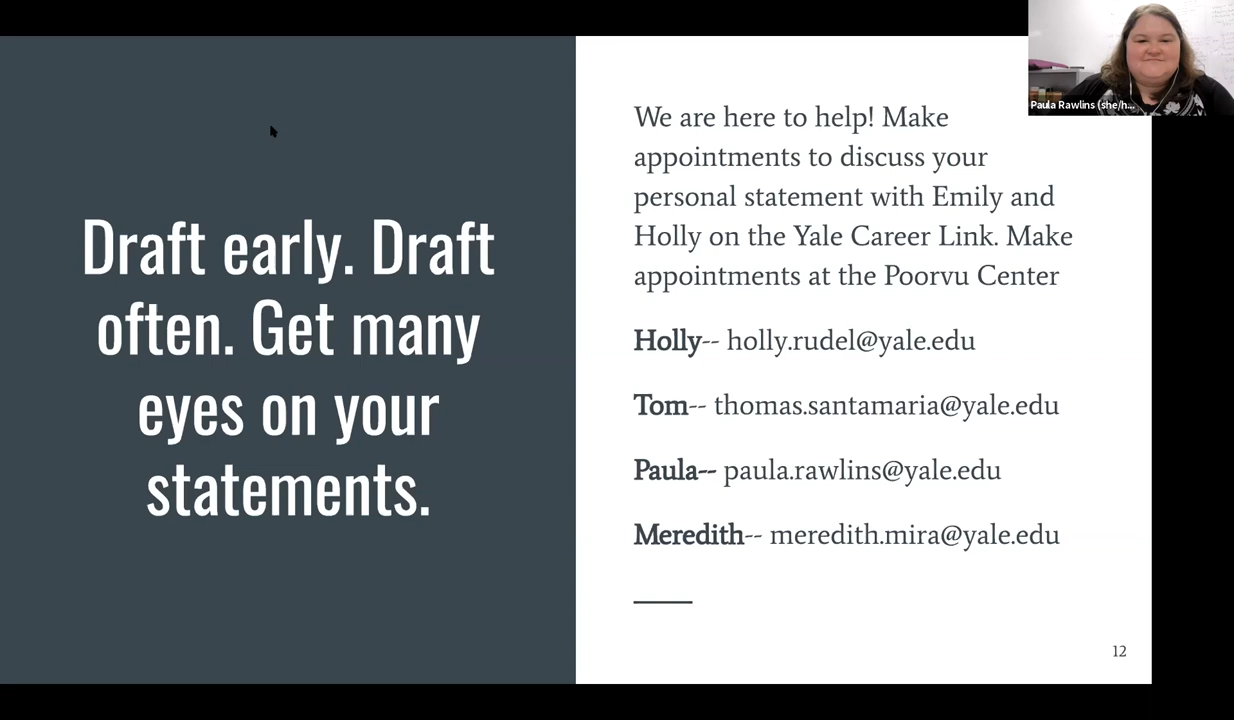 Draft early. Draft
often. Get many
eyes on your
statements.
We are here to help! Make
appointments to discuss your
personal statement with Emily and
Holly on the Yale Career Link. Make
appointments at the Poorvu Center
Holly-- holly.rudel@yale.edu
Tom-- thomas.santamaria@yale.edu
Paula-- paula.rawlins@yale.edu
Meredith-- meredith.mira@yale.edu
12
Paula Rawlins (she/h...